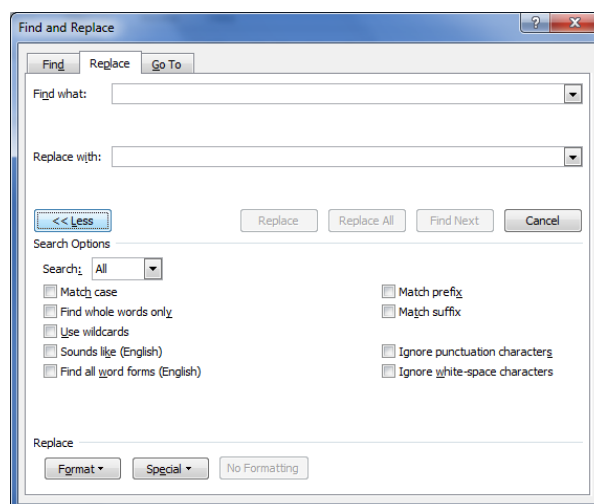 Find and Replace
Find Replace Go To
Find what:
Replace with:
<< Less Replace Replace All Find Next Cancel
Search Options
Search: All
Match case Match prefix
Find whole words only Match suffix
Use wildcards
Sounds like (English) Ignore punctuation characters
Find all word forms (English) Ignore white-space characters
Replace
Format Special No Formatting